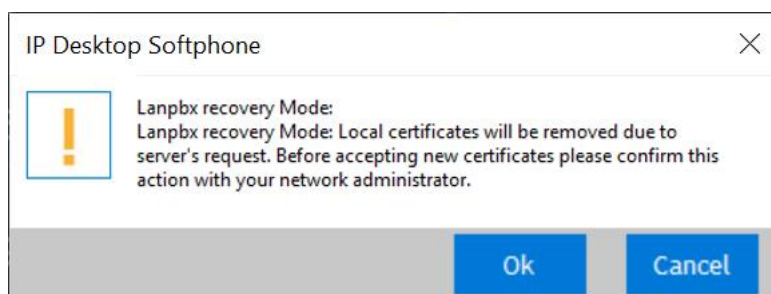 IP Desktop Softphone
Lanpbx recovery Mode:
Lanpbx recovery Mode: Local certificates will be removed due to
server's request. Before accepting new certificates please confirm this
action with your network administrator.
Ok
Cancel